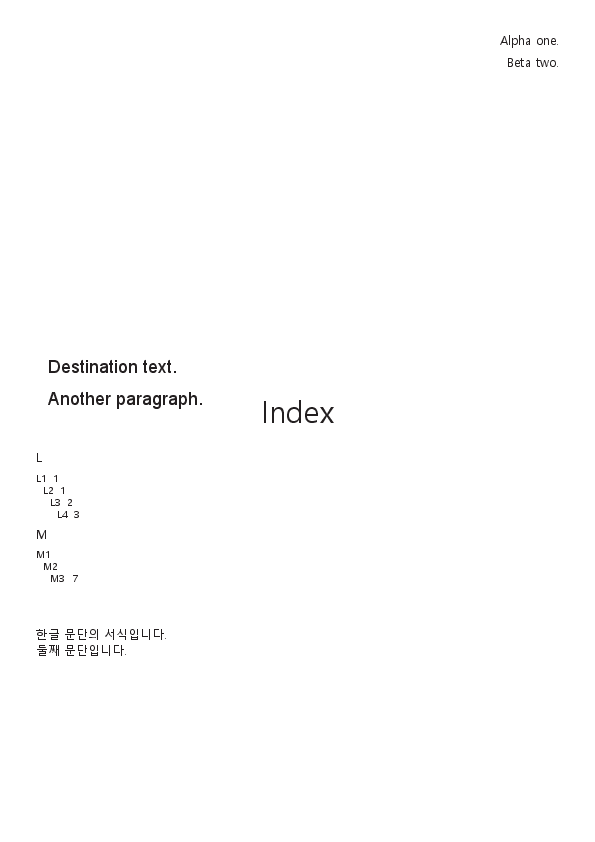 Alpha one.
Beta two.
Destination text.
Another paragraph.
Index
L
L1 1
L2 1
L3 2
L4 3
M
M1
M2
M3 7
한글 문단의 서식입니다.
둘째 문단입니다.